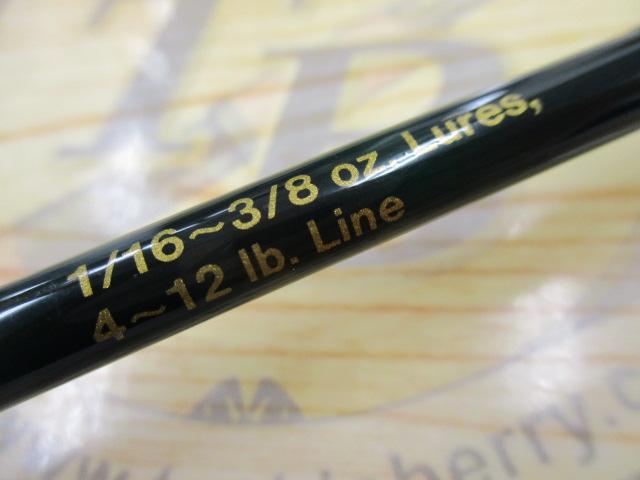 1/16~3/8 oz. Lures,
4~12 lb. Line